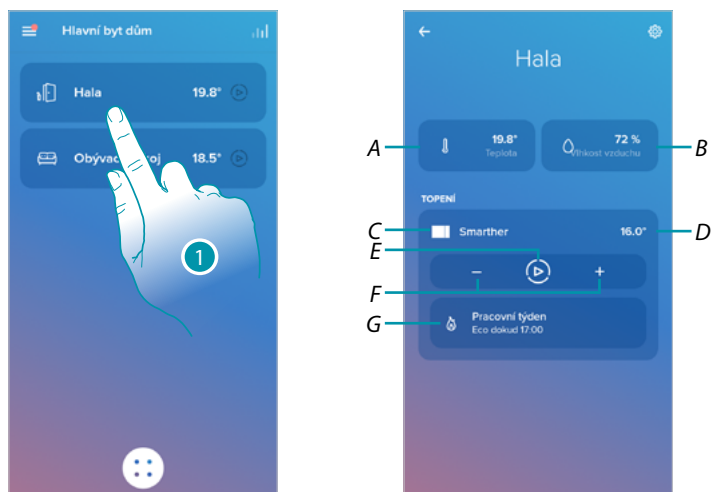 Hlavní byt dům
Hala 19.8°
18.5°
1
Hala
A
19.8°
Teplota
72 %
Vlhkost vzduchu
B
TOPENÍ
C
Smarther
16.0°
D
E
F
G
Pracovní týden
Eco dokud 17:00